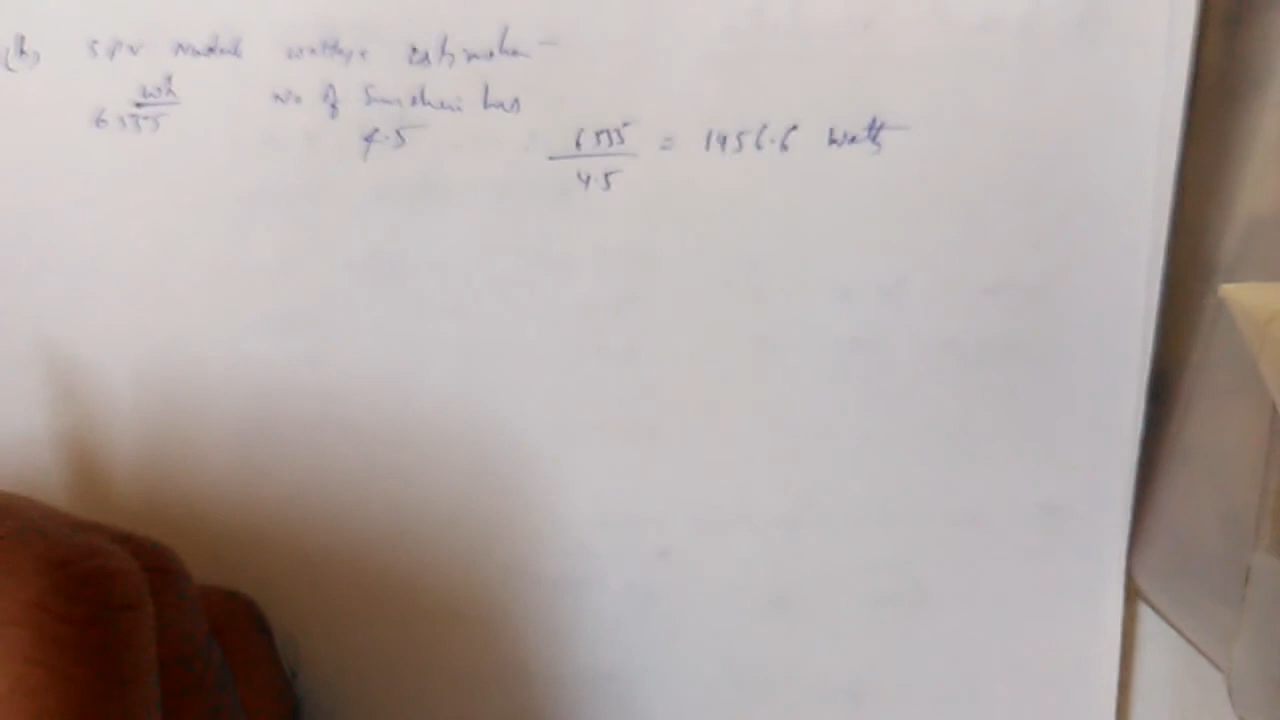 (b) SPV Module wattage estimation -
wh No of Sunshine hrs
6555 4.5 6555 = 1456.6 watts
4.5